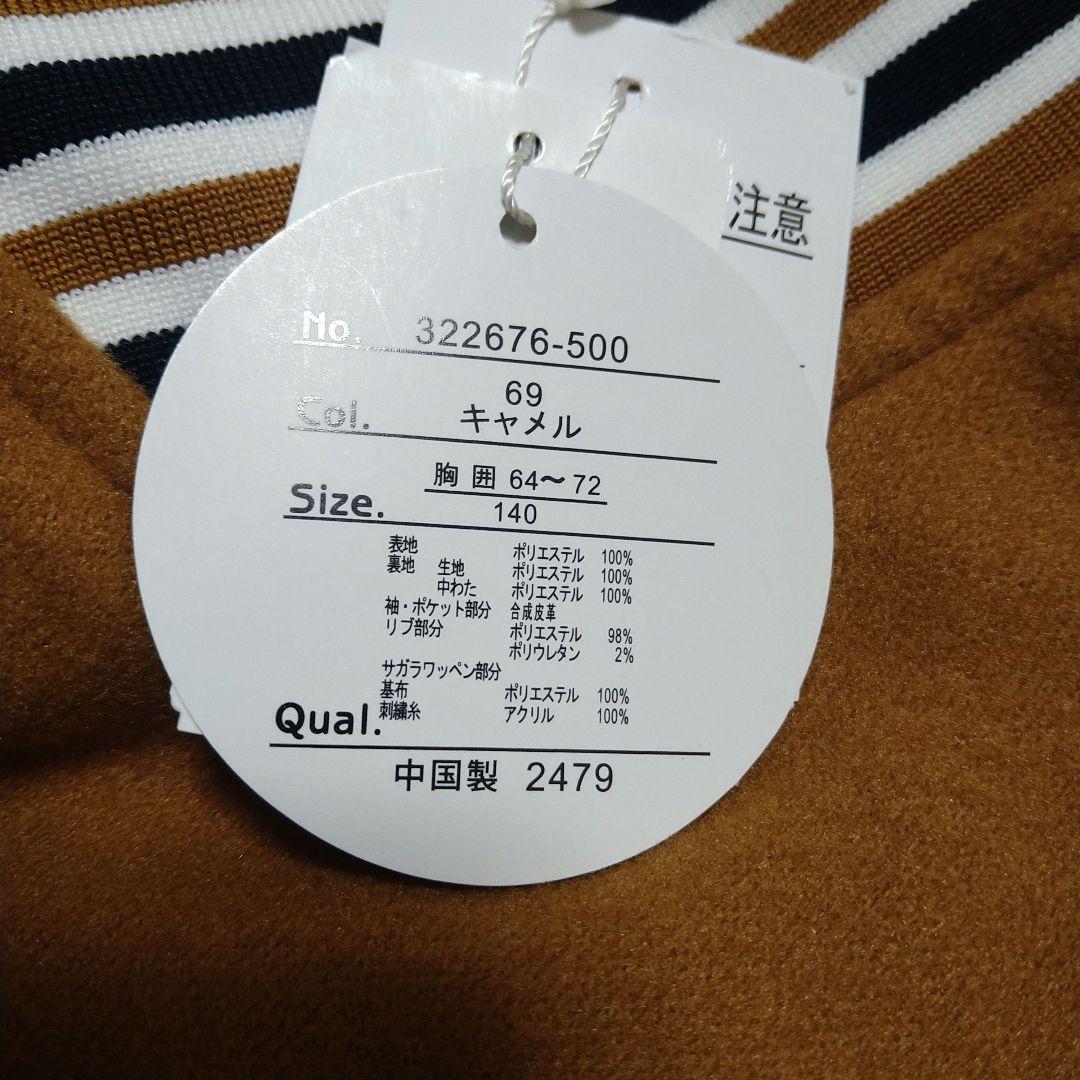 注意
No. 322676-500
69
Col. キャメル
胸囲 64〜72
Size. 140
表地 ポリエステル 100%
裏地 生地 ポリエステル 100%
中わた ポリエステル 100%
袖・ポケット部分 合成皮革
リブ部分 ポリエステル 98%
ポリウレタン 2%
サガラワッペン部分
基布 ポリエステル 100%
刺繍糸 アクリル 100%
Qual.
中国製 2479